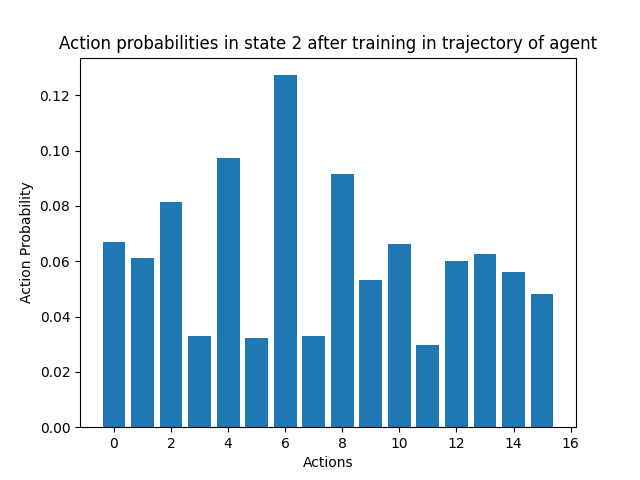 Action probabilities in state 2 after training in trajectory of agent
0.12
0.10
0.08
0.06
0.04
0.02
0.00
Action Probability
0 2 4 6 8 10 12 14 16
Actions